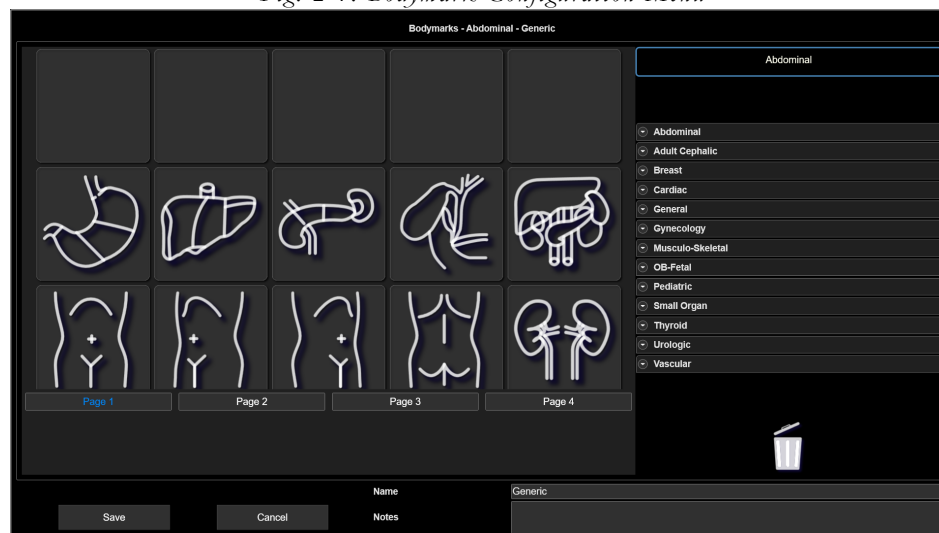 Bodymarks - Abdominal - Generic
Abdominal
Abdominal
Adult Cephalic
Breast
Cardiac
General
Gynecology
Musculo-Skeletal
OB-Fetal
Pediatric
Small Organ
Thyroid
Urologic
Vascular
Page 1
Page 2
Page 3
Page 4
Name
Generic
Save
Cancel
Notes